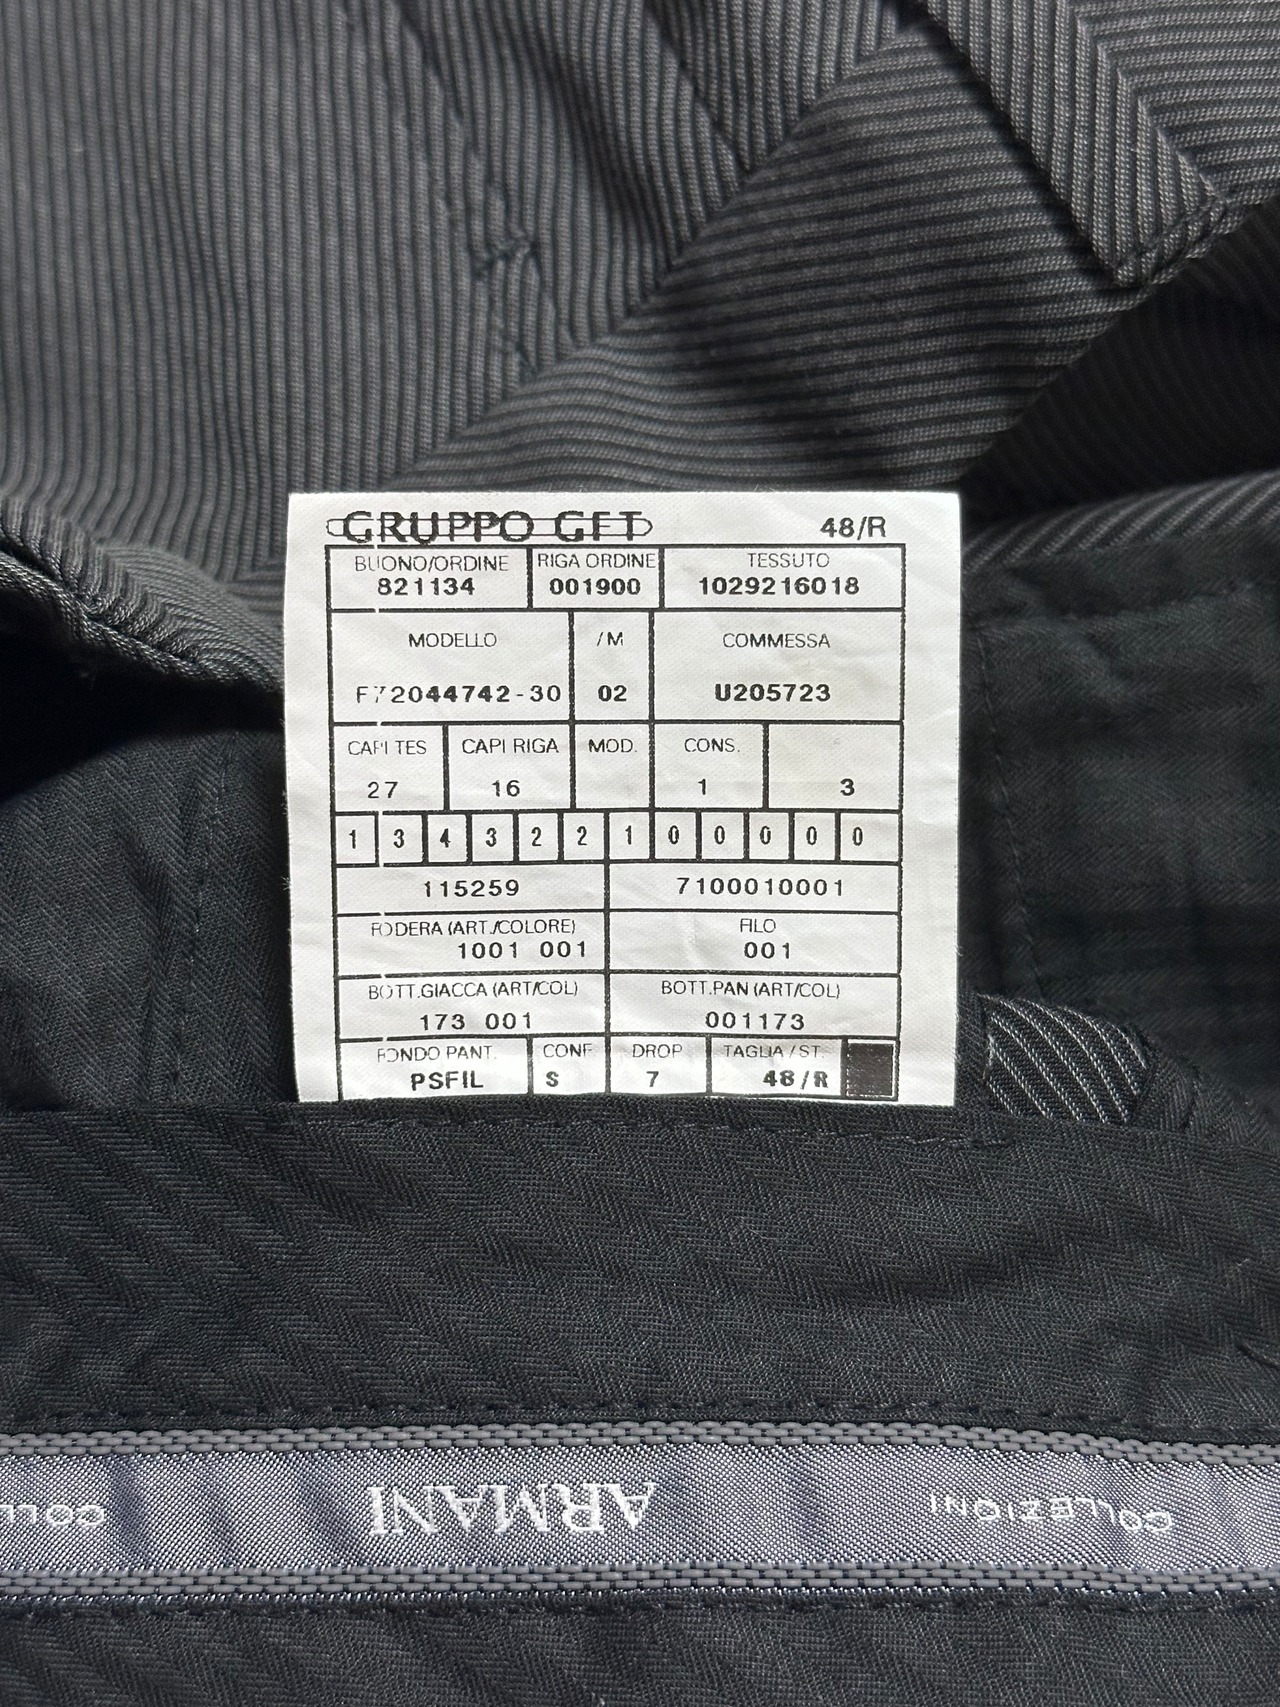 GRUPPO GFT 48/R
BUONO/ORDINE RIGA ORDINE TESSUTO
821134 001900 1029216018
MODELLO /M COMMESSA
F72044742-30 02 U205723
CAPI TES CAPI RIGA MOD. CONS.
27 16 1 3
1 3 4 3 2 2 1 0 0 0 0 0
115259 7100010001
FODERA (ART./COLORE) FILO
1001 001 001
BOTT.GIACCA (ART/COL) BOTT.PAN (ART/COL)
173 001 001173
FONDO PANT. CONF DROP TAGLIA/ST.
PSFIL S 7 48/R
COLL ARMANI COLLEZIONI